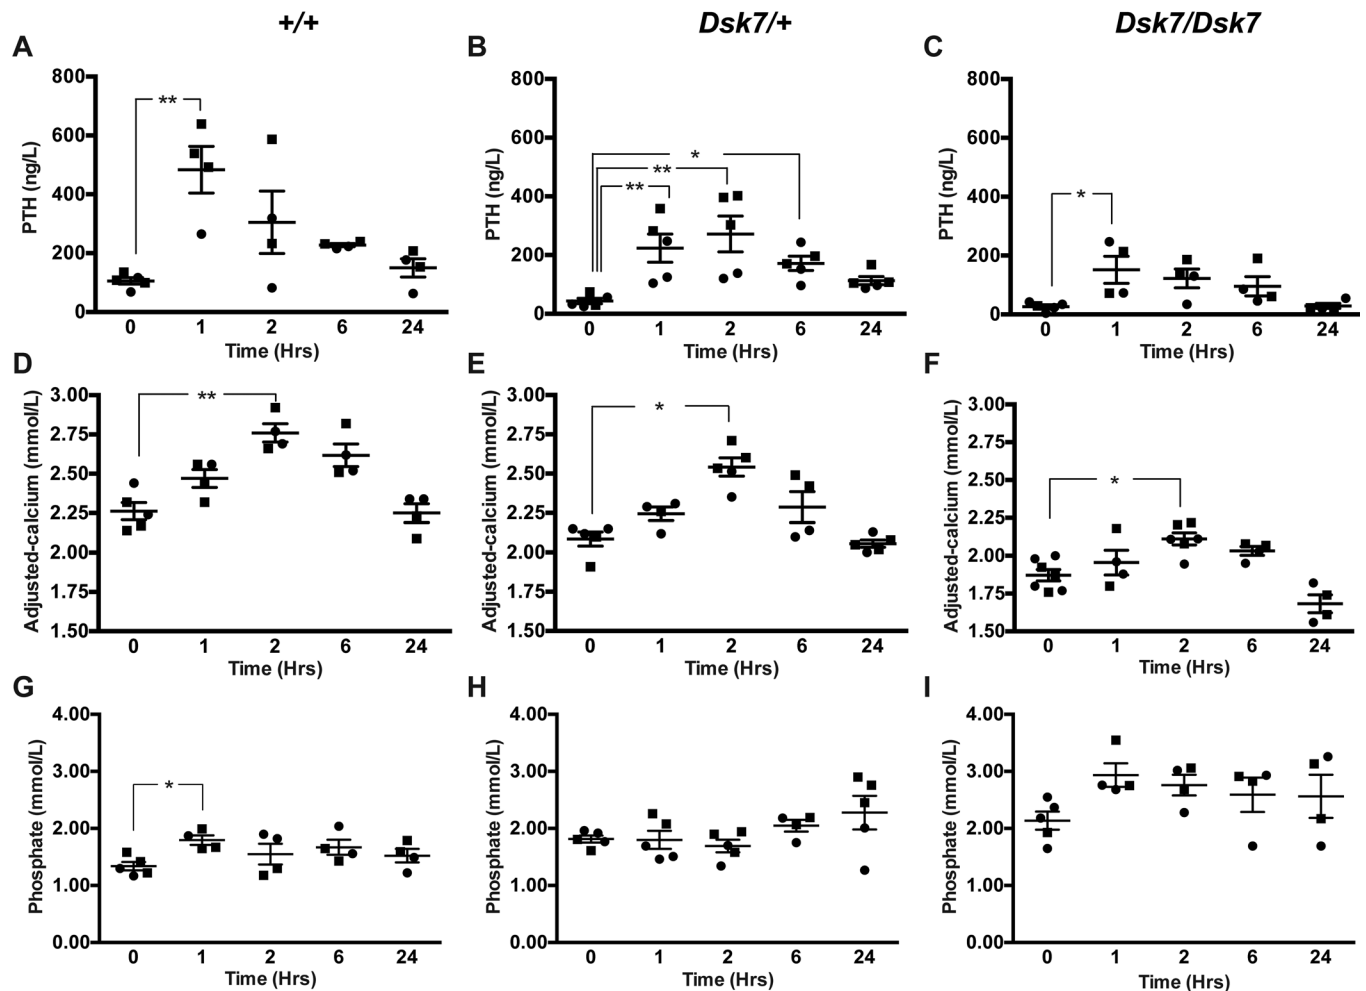 +/+ Dsk7/+ Dsk7/Dsk7
A B C
800 800 800
600 600 600
400 400 400
200 200 200
0 0 0
PTH (ng/L) PTH (ng/L) PTH (ng/L)
** * ** ** *
0 1 2 6 24 0 1 2 6 24 0 1 2 6 24
Time (Hrs) Time (Hrs) Time (Hrs)
D E F
3.00 3.00 3.00
2.75 2.75 2.75
2.50 2.50 2.50
2.25 2.25 2.25
2.00 2.00 2.00
1.75 1.75 1.75
1.50 1.50 1.50
Adjusted-calcium (mmol/L) Adjusted-calcium (mmol/L) Adjusted-calcium (mmol/L)
** * *
0 1 2 6 24 0 1 2 6 24 0 1 2 6 24
Time (Hrs) Time (Hrs) Time (Hrs)
G H I
4.00 4.00 4.00
3.00 3.00 3.00
2.00 2.00 2.00
1.00 1.00 1.00
0.00 0.00 0.00
Phosphate (mmol/L) Phosphate (mmol/L) Phosphate (mmol/L)
*
0 1 2 6 24 0 1 2 6 24 0 1 2 6 24
Time (Hrs) Time (Hrs) Time (Hrs)